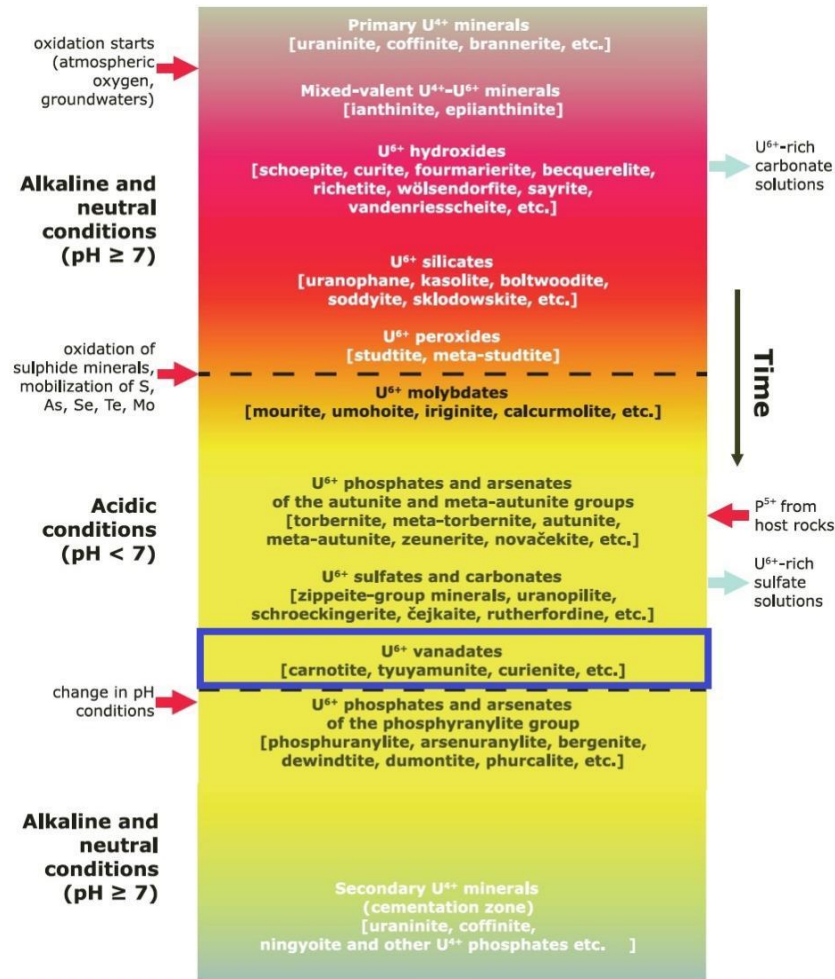 Primary U⁴⁺ minerals
[uraninite, coffinite, brannerite, etc.]
oxidation starts
(atmospheric
oxygen,
groundwaters)
Mixed-valent U⁴⁺-U⁶⁺ minerals
[ianthinite, epiianthinite]
U⁶⁺ hydroxides
[schoepite, curite, fourmarierite, becquerelite,
richetite, wölsendorfite, sayrite,
vandenriesscheite, etc.]
U⁶⁺-rich
carbonate
solutions
Alkaline and
neutral
conditions
(pH ≥ 7)
U⁶⁺ silicates
[uranophane, kasolite, boltwoodite,
soddyite, sklodowskite, etc.]
U⁶⁺ peroxides
[studtite, meta-studtite]
oxidation of
sulphide minerals,
mobilization of S,
As, Se, Te, Mo
Time
U⁶⁺ molybdates
[mourite, umohoite, iriginite, calcurmolite, etc.]
Acidic
conditions
(pH < 7)
U⁶⁺ phosphates and arsenates
of the autunite and meta-autunite groups
[torbernite, meta-torbernite, autunite,
meta-autunite, zeunerite, novačekite, etc.]
P⁵⁺ from
host rocks
U⁶⁺ sulfates and carbonates
[zippeite-group minerals, uranopilite,
schroeckingerite, čejkaite, rutherfordine, etc.]
U⁶⁺-rich
sulfate
solutions
U⁶⁺ vanadates
[carnotite, tyuyamunite, curienite, etc.]
change in pH
conditions
U⁶⁺ phosphates and arsenates
of the phosphyranylite group
[phosphuranylite, arsenuranylite, bergenite,
dewindtite, dumontite, phurcalite, etc.]
Alkaline and
neutral
conditions
(pH ≥ 7)
Secondary U⁴⁺ minerals
(cementation zone)
[uraninite, coffinite,
ningyoite and other U⁴⁺ phosphates etc. ]